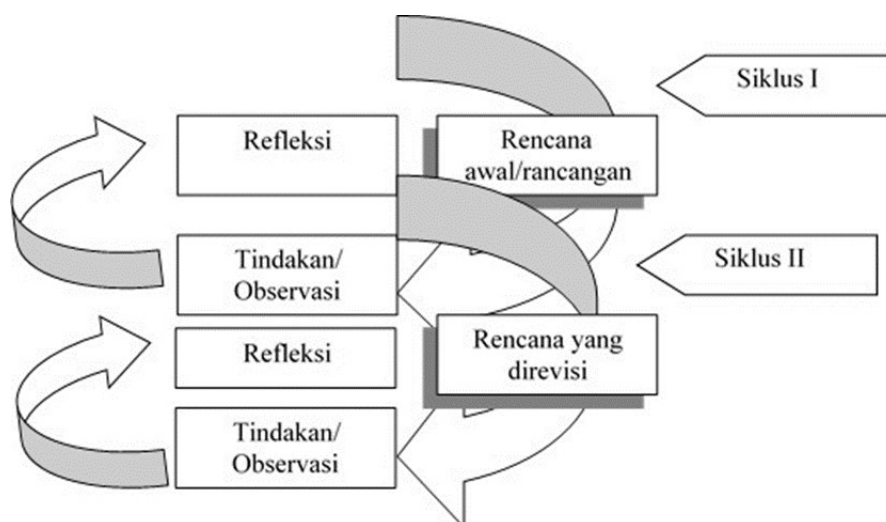 Siklus I
Refleksi
Rencana
awal/rancangan
Tindakan/
Observasi
Siklus II
Refleksi
Rencana yang
direvisi
Tindakan/
Observasi